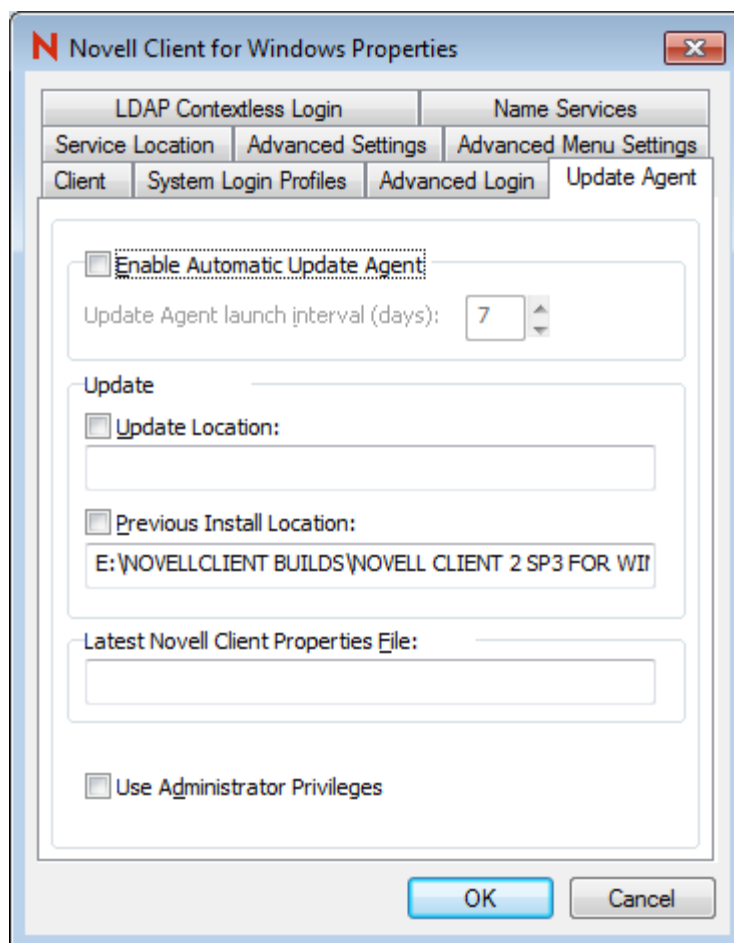 N Novell Client for Windows Properties
LDAP Contextless Login Name Services
Service Location Advanced Settings Advanced Menu Settings
Client System Login Profiles Advanced Login Update Agent
Enable Automatic Update Agent
Update Agent launch interval (days): 7
Update
Update Location:
Previous Install Location:
E:\NOVELLCLIENT BUILDS\NOVELL CLIENT 2 SP3 FOR WI
Latest Novell Client Properties File:
Use Administrator Privileges
OK Cancel